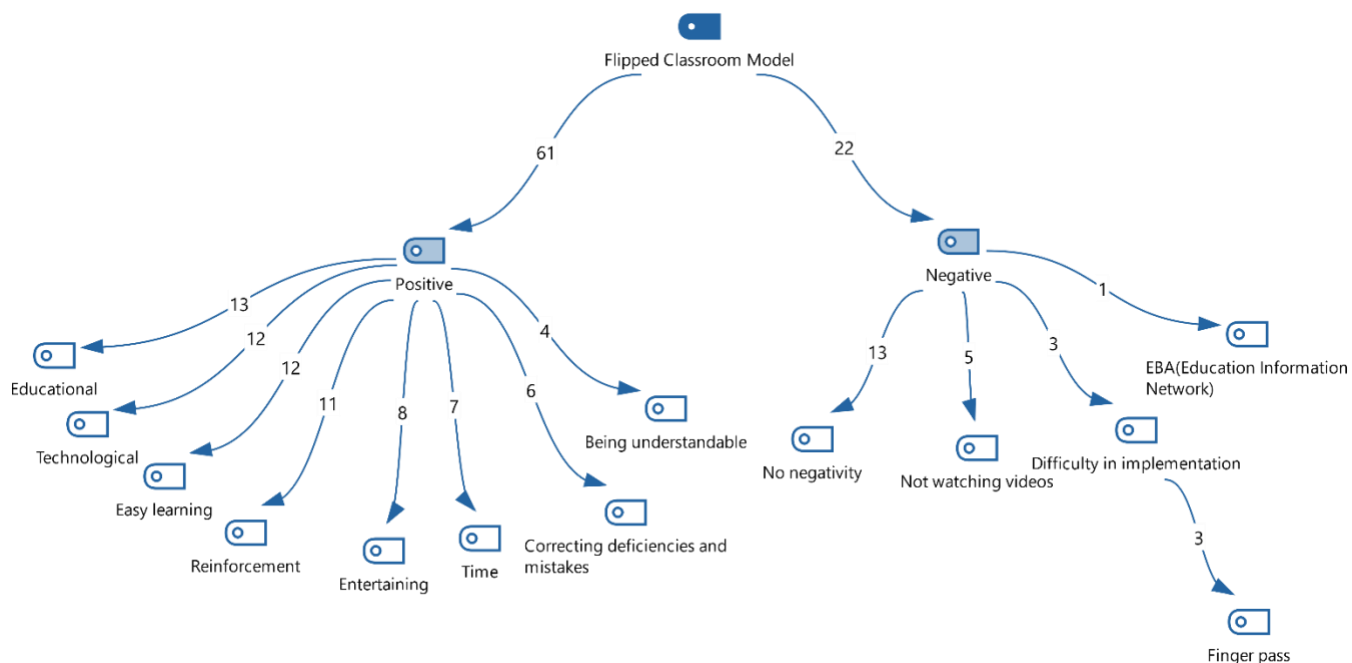 Flipped Classroom Model
61
22
Positive
Negative
13
12
12
11
8
7
6
4
13
5
3
1
Educational
Technological
Easy learning
Reinforcement
Entertaining
Time
Correcting deficiencies and
mistakes
Being understandable
No negativity
Not watching videos
Difficulty in implementation
EBA(Education Information
Network)
3
Finger pass